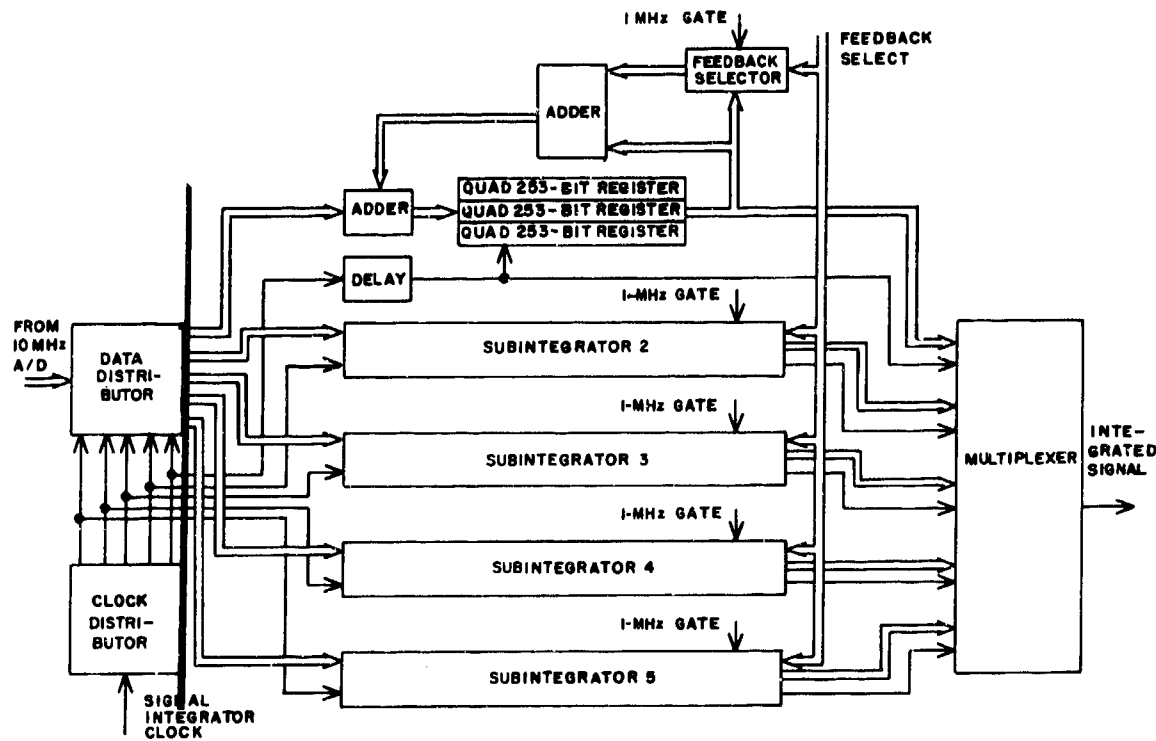 1 MHz GATE
FEEDBACK
SELECT
FEEDBACK
SELECTOR
ADDER
QUAD 253-BIT REGISTER
ADDER
QUAD 253-BIT REGISTER
QUAD 253-BIT REGISTER
DELAY
1-MHz GATE
FROM
10 MHz
A/D
DATA
DISTRI-
BUTOR
SUBINTEGRATOR 2
1-MHz GATE
SUBINTEGRATOR 3
MULTIPLEXER
INTE-
GRATED
SIGNAL
1-MHz GATE
SUBINTEGRATOR 4
CLOCK
DISTRI-
BUTOR
1-MHz GATE
SUBINTEGRATOR 5
SIGNAL
INTEGRATOR
CLOCK